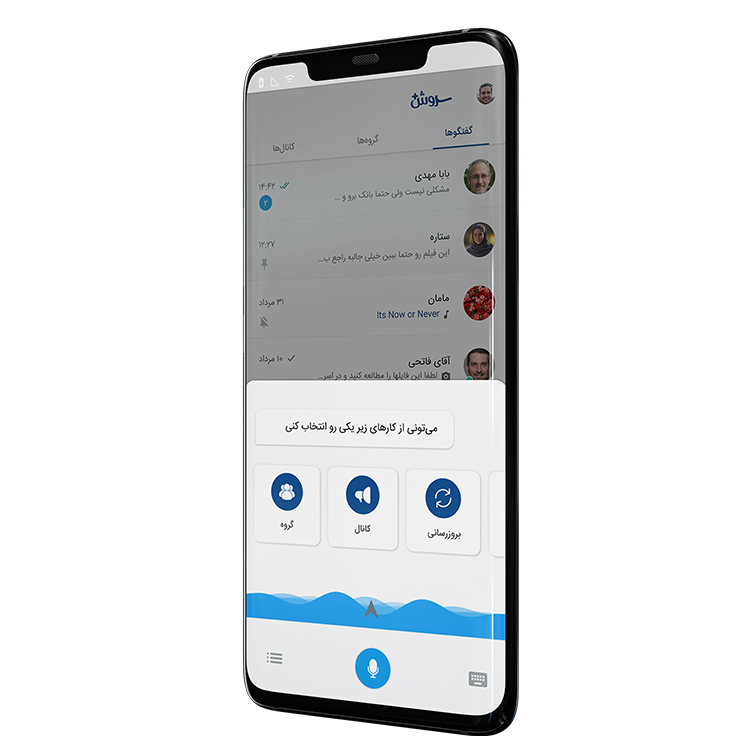 سروش+
گفتگوها
گروه‌ها
کانال‌ها
بابا مهدی
۱۴:۴۲
مشکلی نیست ولی حتما بانک برو و ...
۲
ستاره
۱۲:۲۷
این فیلم رو حتما ببین خیلی جالبه راجع ب...
مامان
۳۱ مرداد
Its Now or Never
آقای فاتحی
۱۰ مرداد
لطفا این فایلها را مطالعه کنید و در اسر...
می‌تونی از کارهای زیر یکی رو انتخاب کنی
بروزرسانی
کانال
گروه